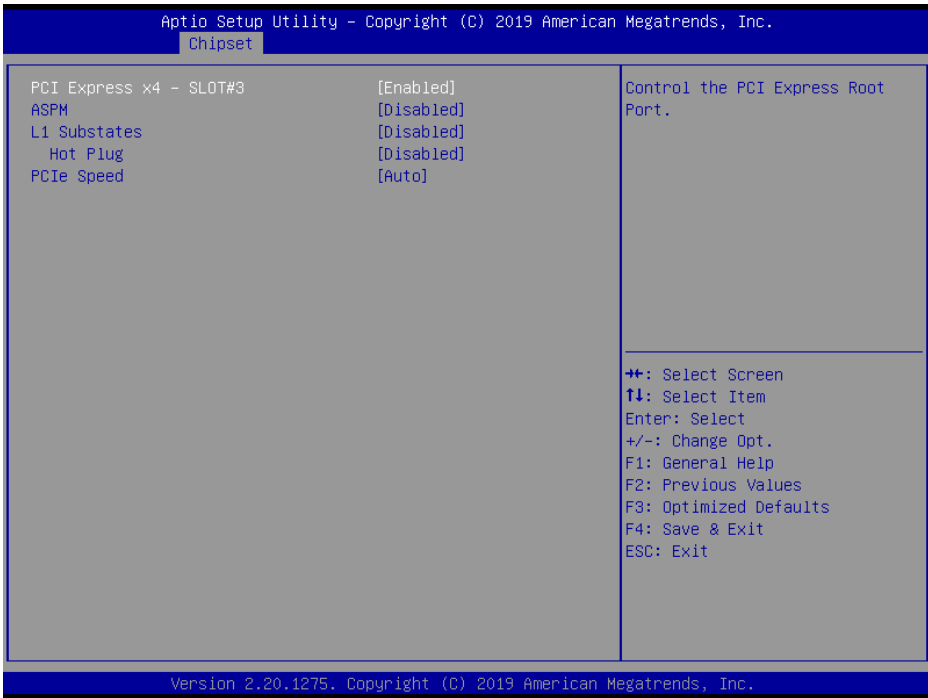 Aptio Setup Utility – Copyright (C) 2019 American Megatrends, Inc.
Chipset
PCI Express x4 – SLOT#3 [Enabled]
ASPM [Disabled]
L1 Substates [Disabled]
Hot Plug [Disabled]
PCIe Speed [Auto]
Control the PCI Express Root
Port.
→←: Select Screen
↑↓: Select Item
Enter: Select
+/-: Change Opt.
F1: General Help
F2: Previous Values
F3: Optimized Defaults
F4: Save & Exit
ESC: Exit
Version 2.20.1275. Copyright (C) 2019 American Megatrends, Inc.